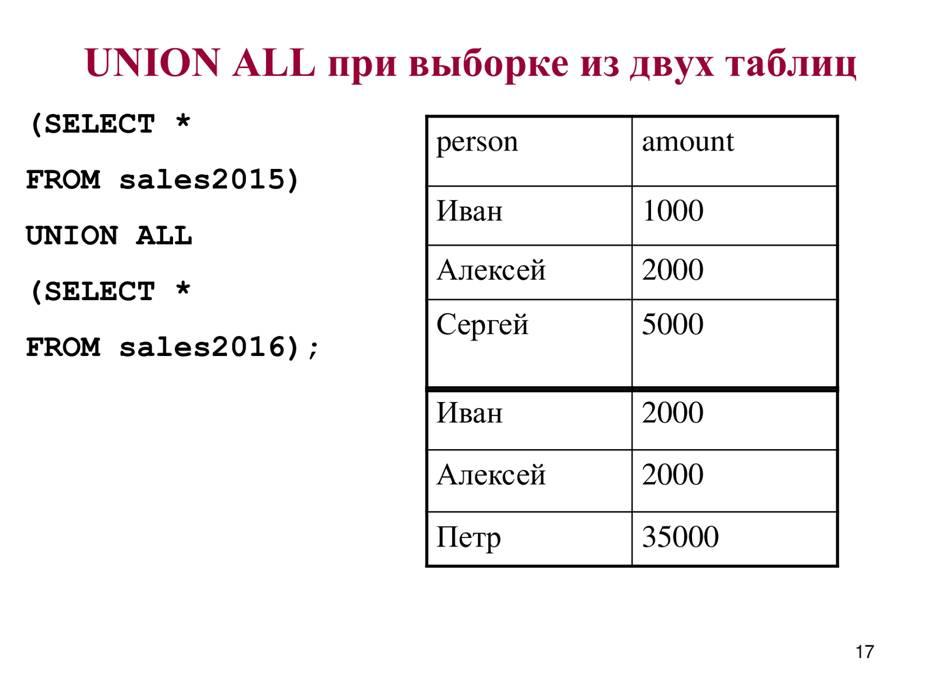 UNION ALL при выборке из двух таблиц
(SELECT *
FROM sales2015)
UNION ALL
(SELECT *
FROM sales2016);
person amount
Иван 1000
Алексей 2000
Сергей 5000
Иван 2000
Алексей 2000
Петр 35000
17